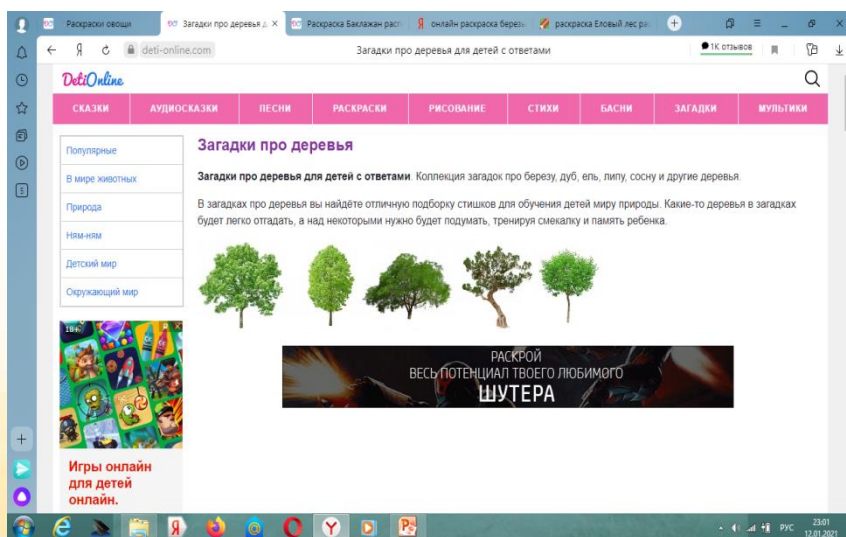 Раскраски овощи
Загадки про деревья д
Раскраска Баклажан расп
онлайн раскраска березы
раскраска Еловый лес рас
deti-online.com
Загадки про деревья для детей с ответами
1К отзывов
DetiOnline
СКАЗКИ АУДИОСКАЗКИ ПЕСНИ РАСКРАСКИ РИСОВАНИЕ СТИХИ БАСНИ ЗАГАДКИ МУЛЬТИКИ
Популярные
В мире животных
Природа
Ням-ням
Детский мир
Окружающий мир
Загадки про деревья
Загадки про деревья для детей с ответами. Коллекция загадок про березу, дуб, ель, липу, сосну и другие деревья.
В загадках про деревья вы найдёте отличную подборку стишков для обучения детей миру природы. Какие-то деревья в загадках
будет легко отгадать, а над некоторыми нужно будет подумать, тренируя смекалку и память ребенка.
РАСКРОЙ
ВЕСЬ ПОТЕНЦИАЛ ТВОЕГО ЛЮБИМОГО
ШУТЕРА
18+
Игры онлайн
для детей
онлайн.
РУС
23:01
12.01.2021